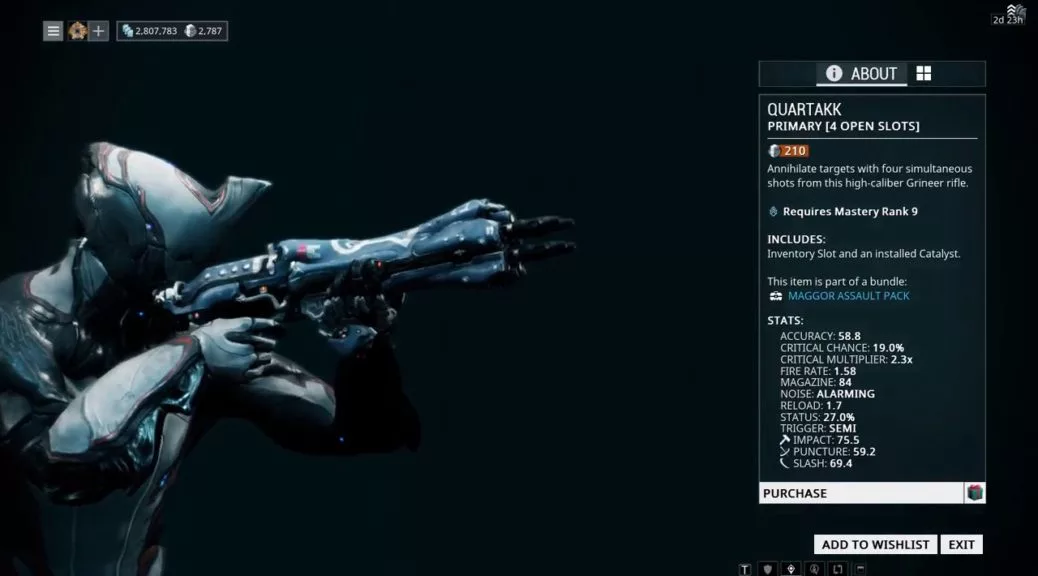 2,807,783 2,787
2d 23h
ABOUT
QUARTAKK
PRIMARY [4 OPEN SLOTS]
210
Annihilate targets with four simultaneous
shots from this high-caliber Grineer rifle.
Requires Mastery Rank 9
INCLUDES:
Inventory Slot and an installed Catalyst.
This item is part of a bundle:
MAGGOR ASSAULT PACK
STATS:
ACCURACY: 58.8
CRITICAL CHANCE: 19.0%
CRITICAL MULTIPLIER: 2.3x
FIRE RATE: 1.58
MAGAZINE: 84
NOISE: ALARMING
RELOAD: 1.7
STATUS: 27.0%
TRIGGER: SEMI
IMPACT: 75.5
PUNCTURE: 59.2
SLASH: 69.4
PURCHASE
ADD TO WISHLIST EXIT
T